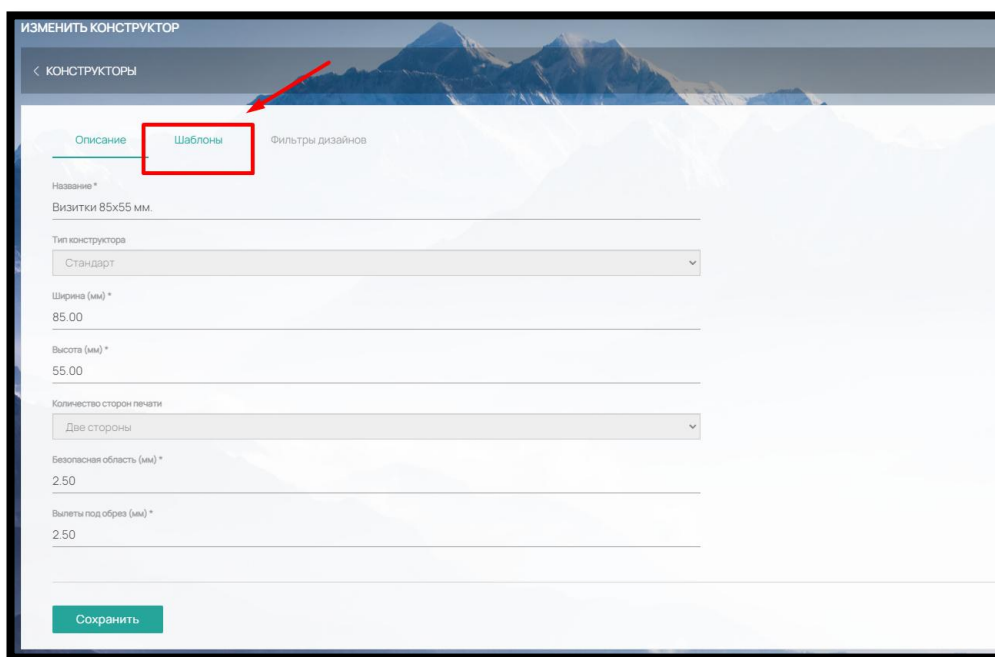 ИЗМЕНИТЬ КОНСТРУКТОР
< КОНСТРУКТОРЫ
Описание Шаблоны Фильтры дизайнов
Название *
Визитки 85x55 мм.
Тип конструктора
Стандарт
Ширина (мм) *
85.00
Высота (мм) *
55.00
Количество сторон печати
Две стороны
Безопасная область (мм) *
2.50
Вылеты под обрез (мм) *
2.50
Сохранить